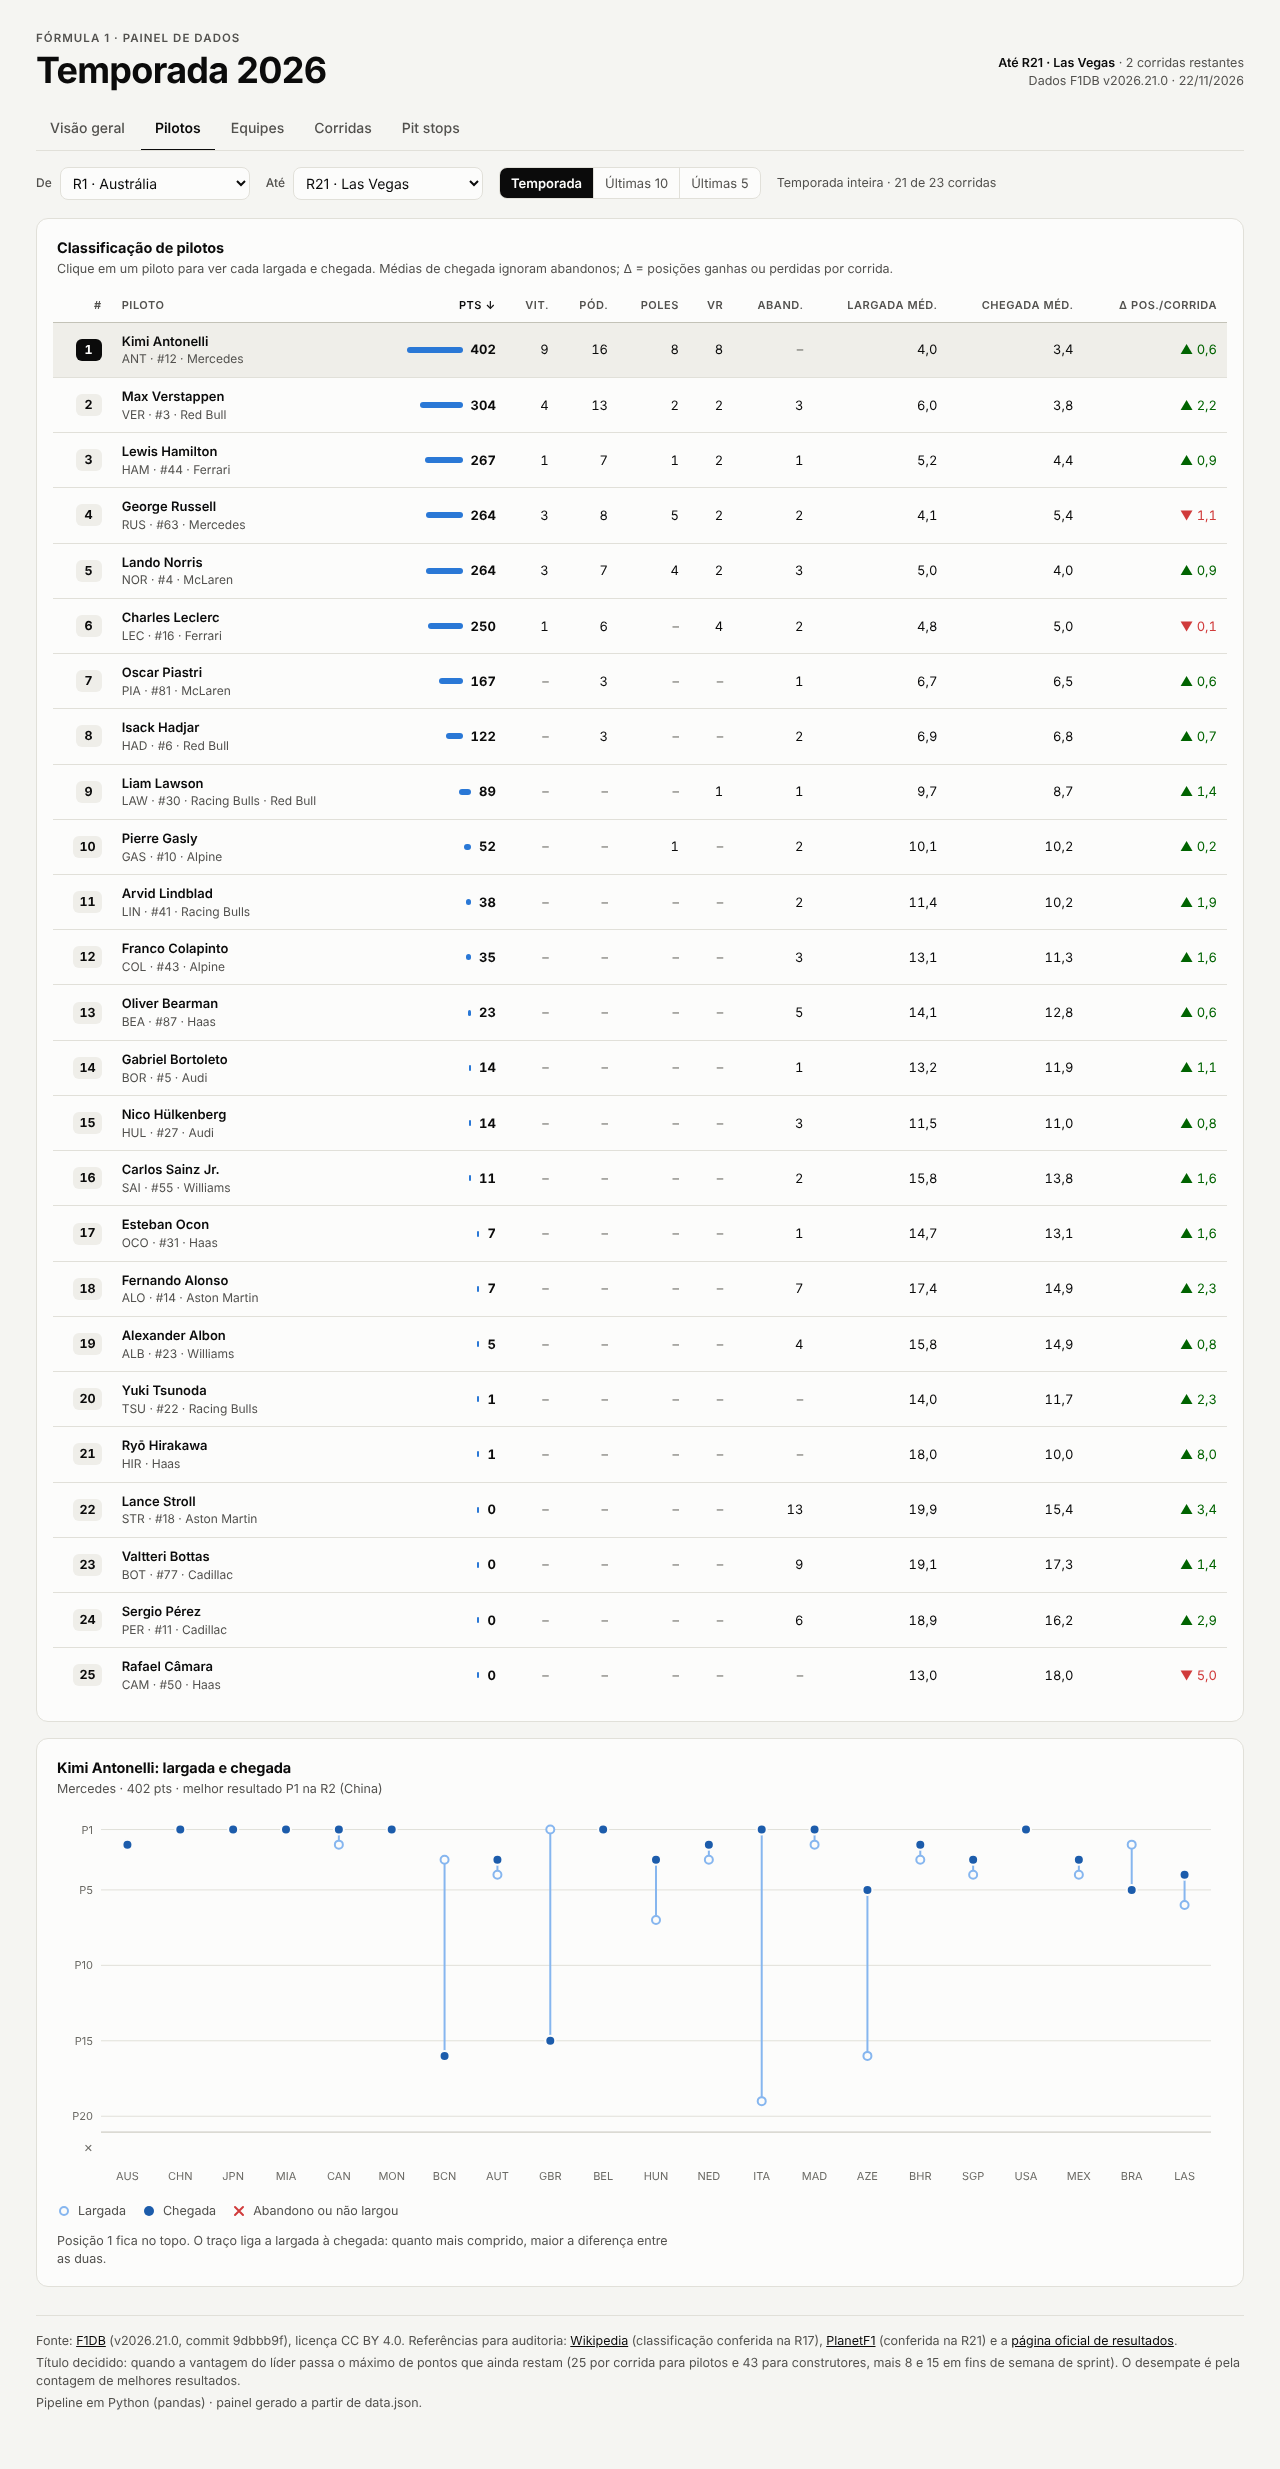 FÓRMULA 1 · PAINEL DE DADOS
Temporada 2026
Até R21 · Las Vegas · 2 corridas restantes
Dados F1DB v2026.21.0 · 22/11/2026
Visão geral Pilotos Equipes Corridas Pit stops
De R1 · Austrália Até R21 · Las Vegas Temporada Últimas 10 Últimas 5 Temporada inteira · 21 de 23 corridas
Classificação de pilotos
Clique em um piloto para ver cada largada e chegada. Médias de chegada ignoram abandonos; Δ = posições ganhas ou perdidas por corrida.
# PILOTO PTS ↓ VIT. PÓD. POLES VR ABAND. LARGADA MÉD. CHEGADA MÉD. Δ POS./CORRIDA
1 Kimi Antonelli 402 9 16 8 8 – 4,0 3,4 ▲ 0,6
ANT · #12 · Mercedes
2 Max Verstappen 304 4 13 2 2 3 6,0 3,8 ▲ 2,2
VER · #3 · Red Bull
3 Lewis Hamilton 267 1 7 1 2 1 5,2 4,4 ▲ 0,9
HAM · #44 · Ferrari
4 George Russell 264 3 8 5 2 2 4,1 5,4 ▼ 1,1
RUS · #63 · Mercedes
5 Lando Norris 264 3 7 4 2 3 5,0 4,0 ▲ 0,9
NOR · #4 · McLaren
6 Charles Leclerc 250 1 6 – 4 2 4,8 5,0 ▼ 0,1
LEC · #16 · Ferrari
7 Oscar Piastri 167 – 3 – – 1 6,7 6,5 ▲ 0,6
PIA · #81 · McLaren
8 Isack Hadjar 122 – 3 – – 2 6,9 6,8 ▲ 0,7
HAD · #6 · Red Bull
9 Liam Lawson 89 – – – 1 1 9,7 8,7 ▲ 1,4
LAW · #30 · Racing Bulls · Red Bull
10 Pierre Gasly 52 – – 1 – 2 10,1 10,2 ▲ 0,2
GAS · #10 · Alpine
11 Arvid Lindblad 38 – – – – 2 11,4 10,2 ▲ 1,9
LIN · #41 · Racing Bulls
12 Franco Colapinto 35 – – – – 3 13,1 11,3 ▲ 1,6
COL · #43 · Alpine
13 Oliver Bearman 23 – – – – 5 14,1 12,8 ▲ 0,6
BEA · #87 · Haas
14 Gabriel Bortoleto 14 – – – – 1 13,2 11,9 ▲ 1,1
BOR · #5 · Audi
15 Nico Hülkenberg 14 – – – – 3 11,5 11,0 ▲ 0,8
HUL · #27 · Audi
16 Carlos Sainz Jr. 11 – – – – 2 15,8 13,8 ▲ 1,6
SAI · #55 · Williams
17 Esteban Ocon 7 – – – – 1 14,7 13,1 ▲ 1,6
OCO · #31 · Haas
18 Fernando Alonso 7 – – – – 7 17,4 14,9 ▲ 2,3
ALO · #14 · Aston Martin
19 Alexander Albon 5 – – – – 4 15,8 14,9 ▲ 0,8
ALB · #23 · Williams
20 Yuki Tsunoda 1 – – – – – 14,0 11,7 ▲ 2,3
TSU · #22 · Racing Bulls
21 Ryō Hirakawa 1 – – – – – 18,0 10,0 ▲ 8,0
HIR · Haas
22 Lance Stroll 0 – – – – 13 19,9 15,4 ▲ 3,4
STR · #18 · Aston Martin
23 Valtteri Bottas 0 – – – – 9 19,1 17,3 ▲ 1,4
BOT · #77 · Cadillac
24 Sergio Pérez 0 – – – – 6 18,9 16,2 ▲ 2,9
PER · #11 · Cadillac
25 Rafael Câmara 0 – – – – – 13,0 18,0 ▼ 5,0
CAM · #50 · Haas
Kimi Antonelli: largada e chegada
Mercedes · 402 pts · melhor resultado P1 na R2 (China)
P1
P5
P10
P15
P20
×
AUS CHN JPN MIA CAN MON BCN AUT GBR BEL HUN NED ITA MAD AZE BHR SGP USA MEX BRA LAS
Largada Chegada Abandono ou não largou
Posição 1 fica no topo. O traço liga a largada à chegada: quanto mais comprido, maior a diferença entre
as duas.
Fonte: F1DB (v2026.21.0, commit 9dbbb9f), licença CC BY 4.0. Referências para auditoria: Wikipedia (classificação conferida na R17), PlanetF1 (conferida na R21) e a página oficial de resultados.
Título decidido: quando a vantagem do líder passa o máximo de pontos que ainda restam (25 por corrida para pilotos e 43 para construtores, mais 8 e 15 em fins de semana de sprint). O desempate é pela
contagem de melhores resultados.
Pipeline em Python (pandas) · painel gerado a partir de data.json.